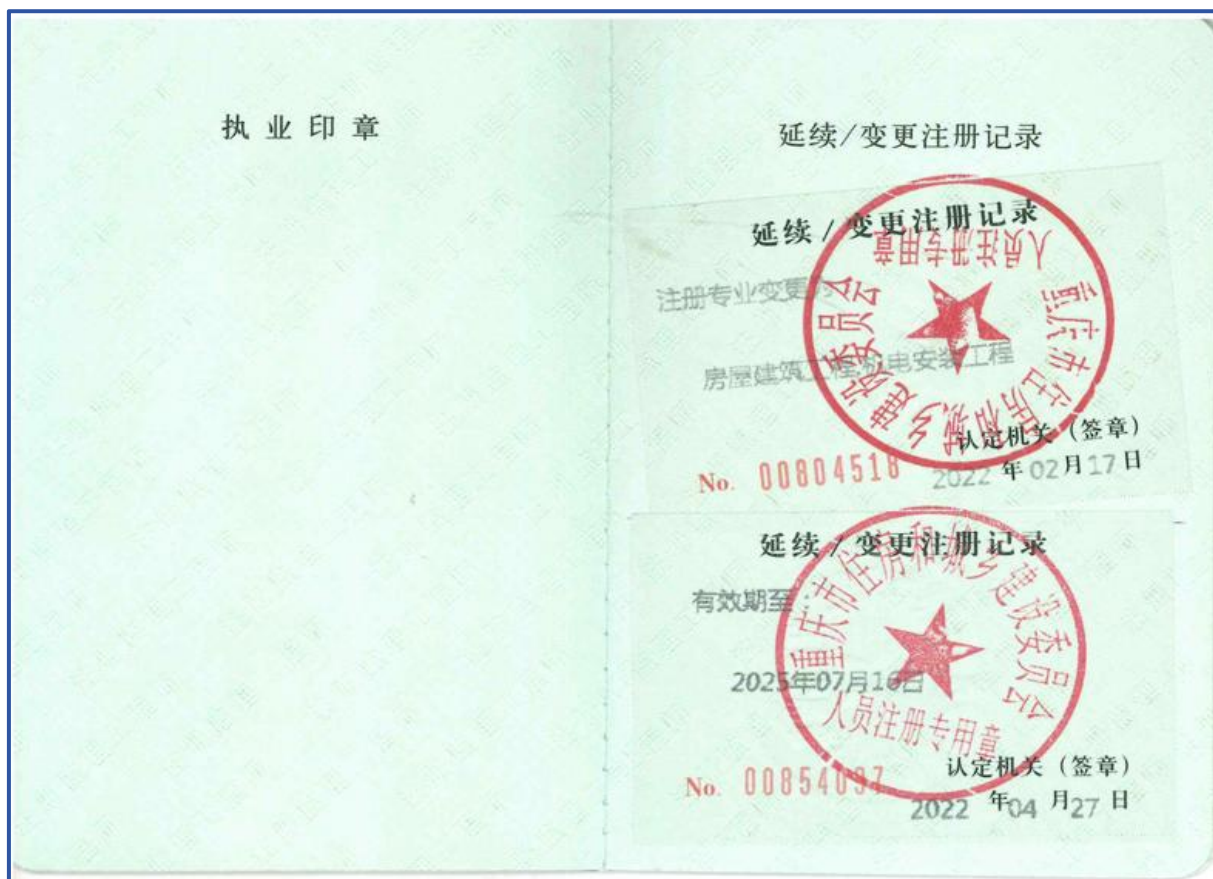 执业印章
延续/变更注册记录
延续/变更注册记录
注册专业变更为
房屋建筑工程,机电安装工程
重庆市住房和城乡建设委员会
人员注册专用章
认定机关（签章）
No. 00804518
2022 年 02 月 17 日
延续/变更注册记录
有效期至：
2025年07月16日
重庆市住房和城乡建设委员会
人员注册专用章
认定机关（签章）
No. 00854097
2022 年 04 月 27 日